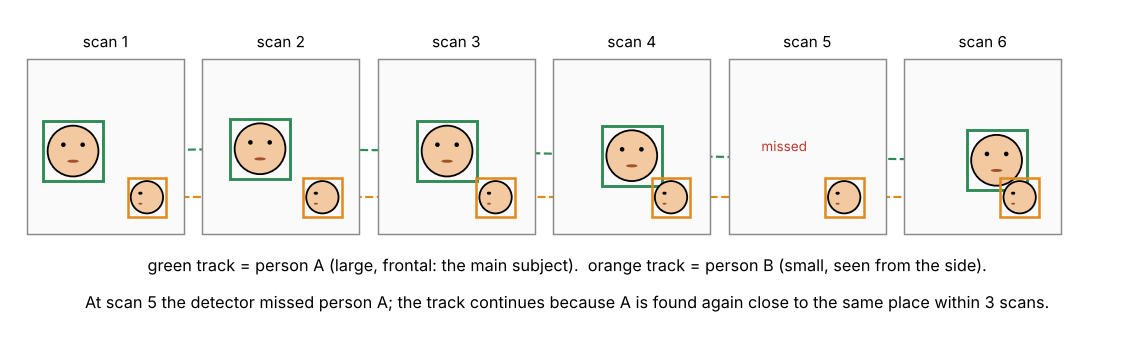 scan 1
scan 2
scan 3
scan 4
scan 5
scan 6
missed
green track = person A (large, frontal: the main subject).  orange track = person B (small, seen from the side).
At scan 5 the detector missed person A; the track continues because A is found again close to the same place within 3 scans.